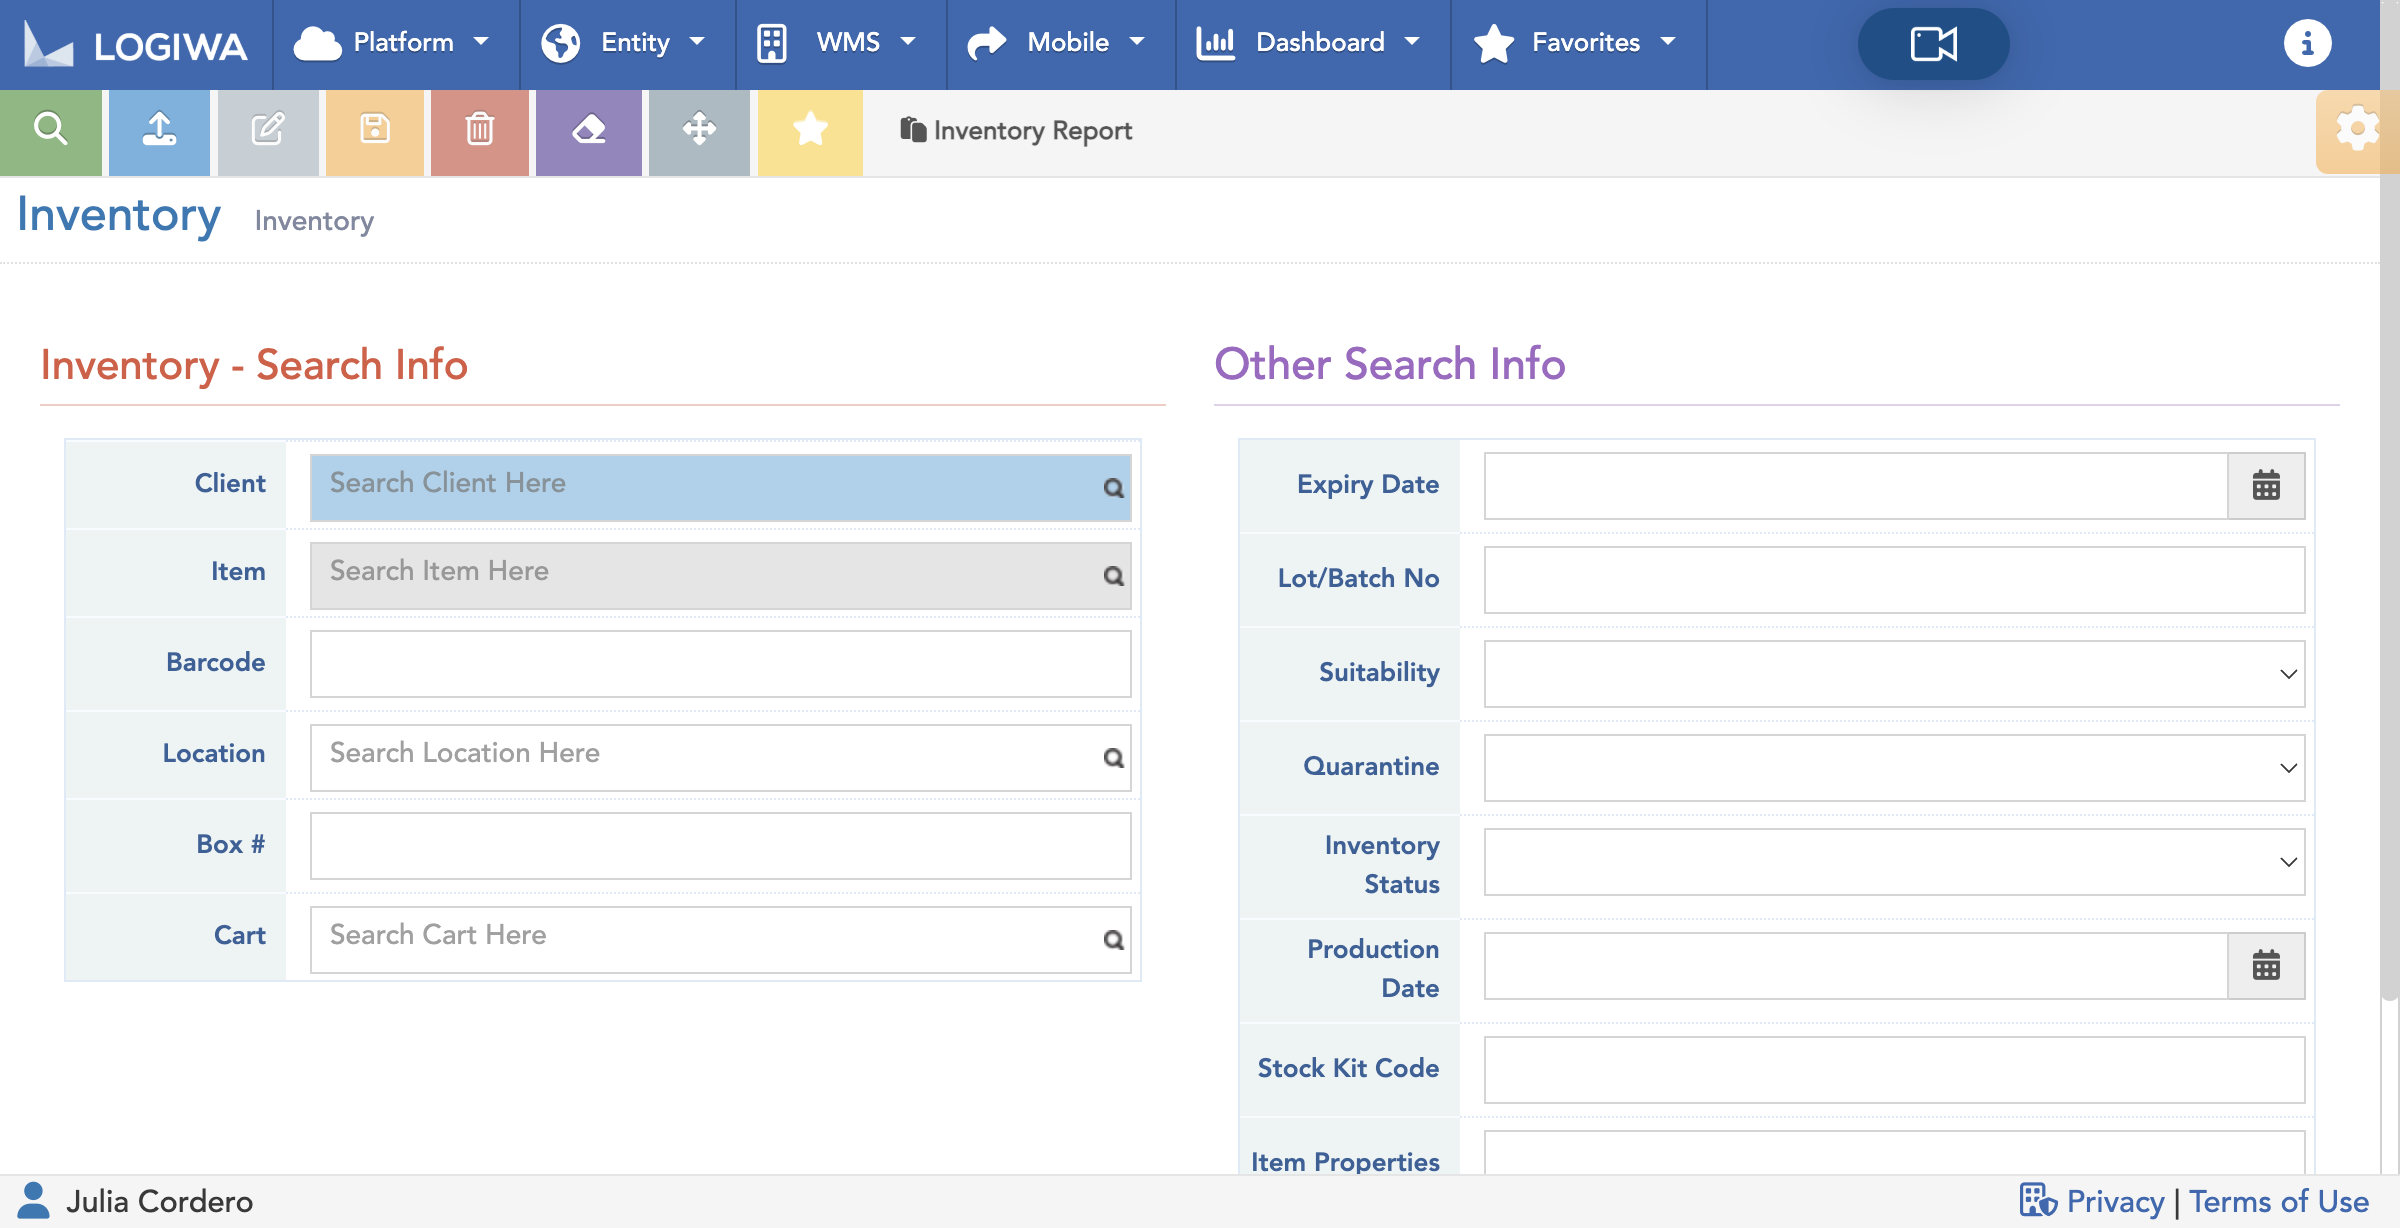 LOGIWA Platform Entity WMS Mobile Dashboard Favorites
Inventory Report
Inventory Inventory
Inventory - Search Info
Client Search Client Here
Item Search Item Here
Barcode
Location Search Location Here
Box #
Cart Search Cart Here
Other Search Info
Expiry Date
Lot/Batch No
Suitability
Quarantine
Inventory
Status
Production
Date
Stock Kit Code
Item Properties
Julia Cordero
Privacy | Terms of Use